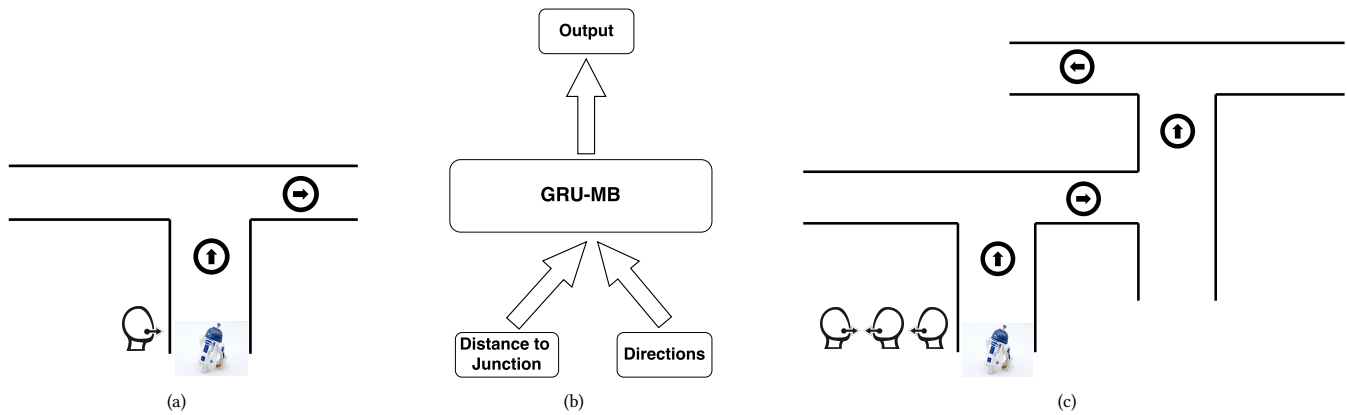 Output
GRU-MB
Distance to
Junction
Directions
(a)
(b)
(c)